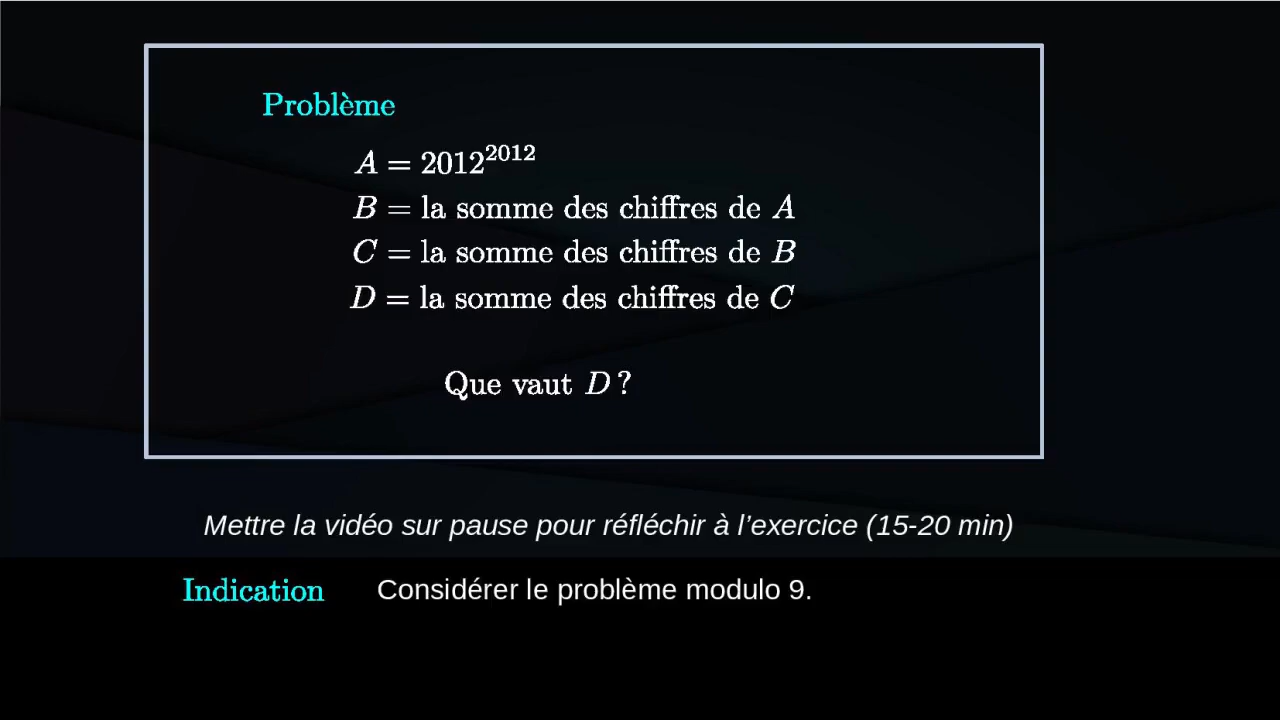 Problème
A = 2012^2012
B = la somme des chiffres de A
C = la somme des chiffres de B
D = la somme des chiffres de C
Que vaut D ?
Mettre la vidéo sur pause pour réfléchir à l’exercice (15-20 min)
Indication Considérer le problème modulo 9.